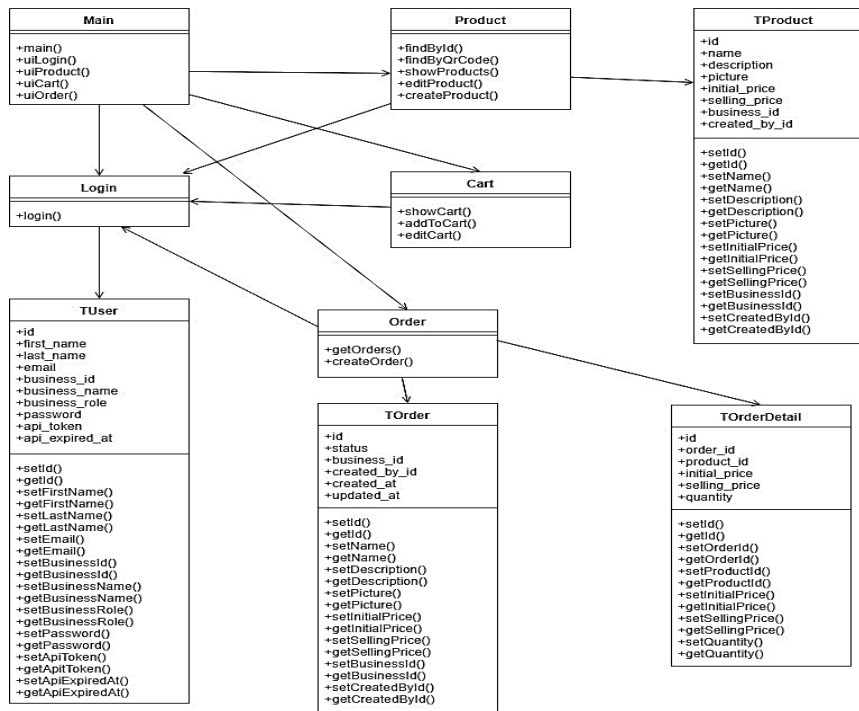 Main
+main()
+uiLogin()
+uiProduct()
+uiCart()
+uiOrder()
Product
+findById()
+findByQrCode()
+showProducts()
+editProduct()
+createProduct()
TProduct
+id
+name
+description
+picture
+initial_price
+selling_price
+business_id
+created_by_id
+setId()
+getId()
+setName()
+getName()
+setDescription()
+getDescription()
+setPicture()
+getPicture()
+setInitialPrice()
+getInitialPrice()
+setSellingPrice()
+getSellingPrice()
+setBusinessId()
+getBusinessId()
+setCreatedById()
+getCreatedById()
Login
+login()
Cart
+showCart()
+addToCart()
+editCart()
TUser
+id
+first_name
+last_name
+email
+business_id
+business_name
+business_role
+password
+api_token
+api_expired_at
+setId()
+getId()
+setFirstName()
+getFirstName()
+setLastName()
+getLastName()
+setEmail()
+getEmail()
+setBusinessId()
+getBusinessId()
+setBusinessName()
+getBusinessName()
+setBusinessRole()
+getBusinessRole()
+setPassword()
+getPassword()
+setApiToken()
+getApitToken()
+setApiExpiredAt()
+getApiExpiredAt()
Order
+getOrders()
+createOrder()
TOrder
+id
+status
+business_id
+created_by_id
+created_at
+updated_at
+setId()
+getId()
+setName()
+getName()
+setDescription()
+getDescription()
+setPicture()
+getPicture()
+setInitialPrice()
+getInitialPrice()
+setSellingPrice()
+getSellingPrice()
+setBusinessId()
+getBusinessId()
+setCreatedById()
+getCreatedById()
TOrderDetail
+id
+order_id
+product_id
+initial_price
+selling_price
+quantity
+setId()
+getId()
+setOrderId()
+getOrderId()
+setProductId()
+getProductId()
+setInitialPrice()
+getInitialPrice()
+setSellingPrice()
+getSellingPrice()
+setQuantity()
+getQuantity()